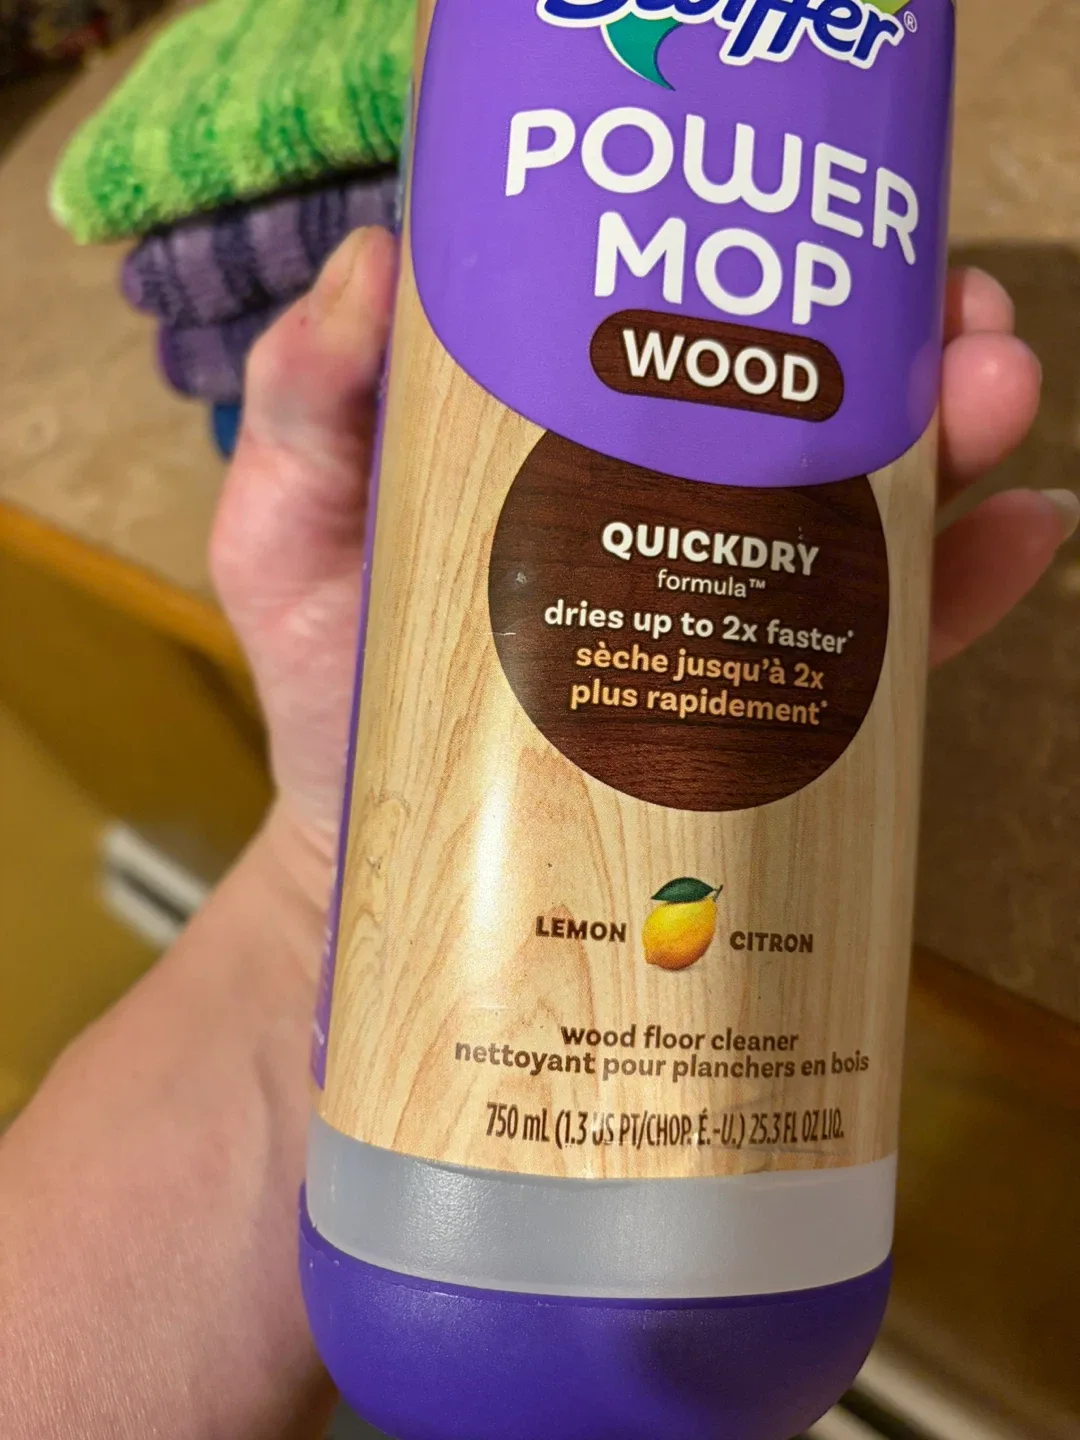 Swiffer®
POWER
MOP
WOOD
QUICKDRY
formula™
dries up to 2x faster*
sèche jusqu'à 2x
plus rapidement*
LEMON CITRON
wood floor cleaner
nettoyant pour planchers en bois
750 mL (1.3 US PT/CHOP. É.-U.) 25.3 FL OZ LIQ.